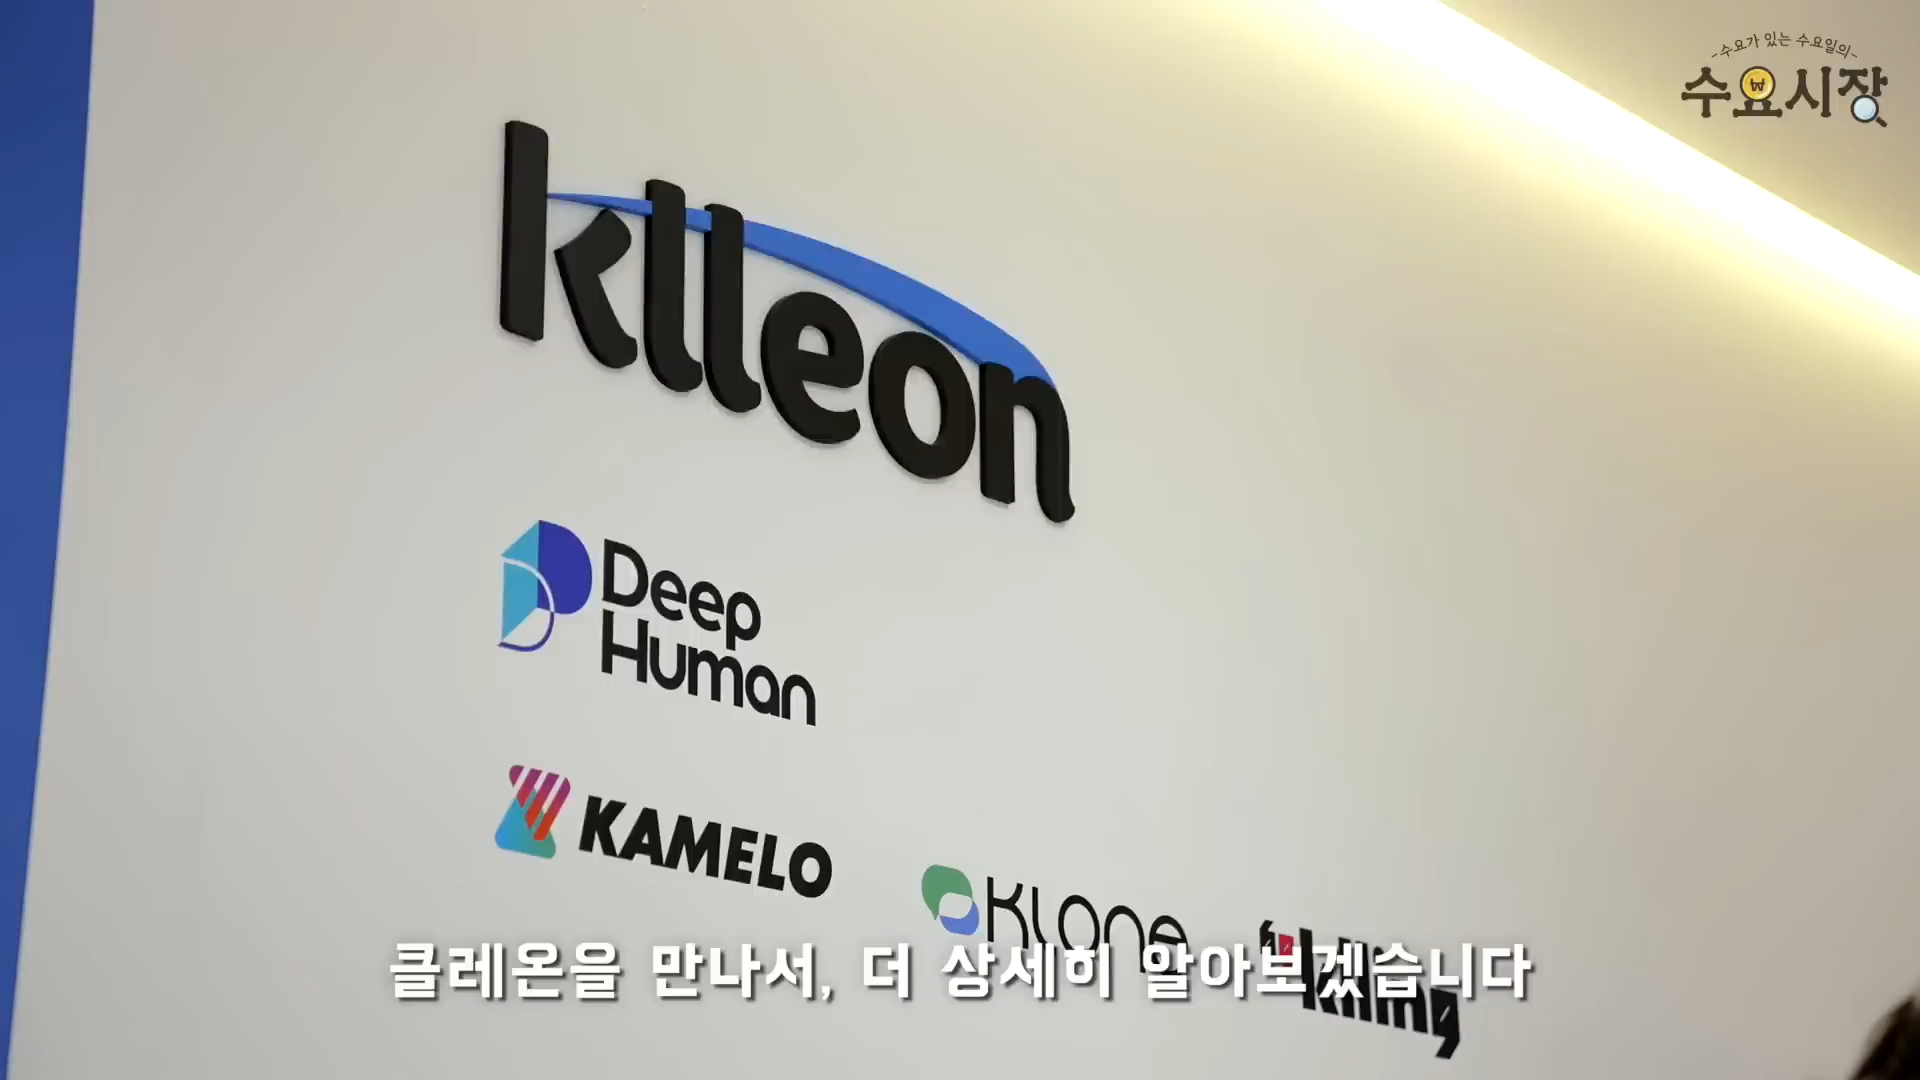 -수요가 있는 수요일의-
수요시장
klleon
Deep
Human
KAMELO
Klone
kling
클레온을 만나서, 더 상세히 알아보겠습니다